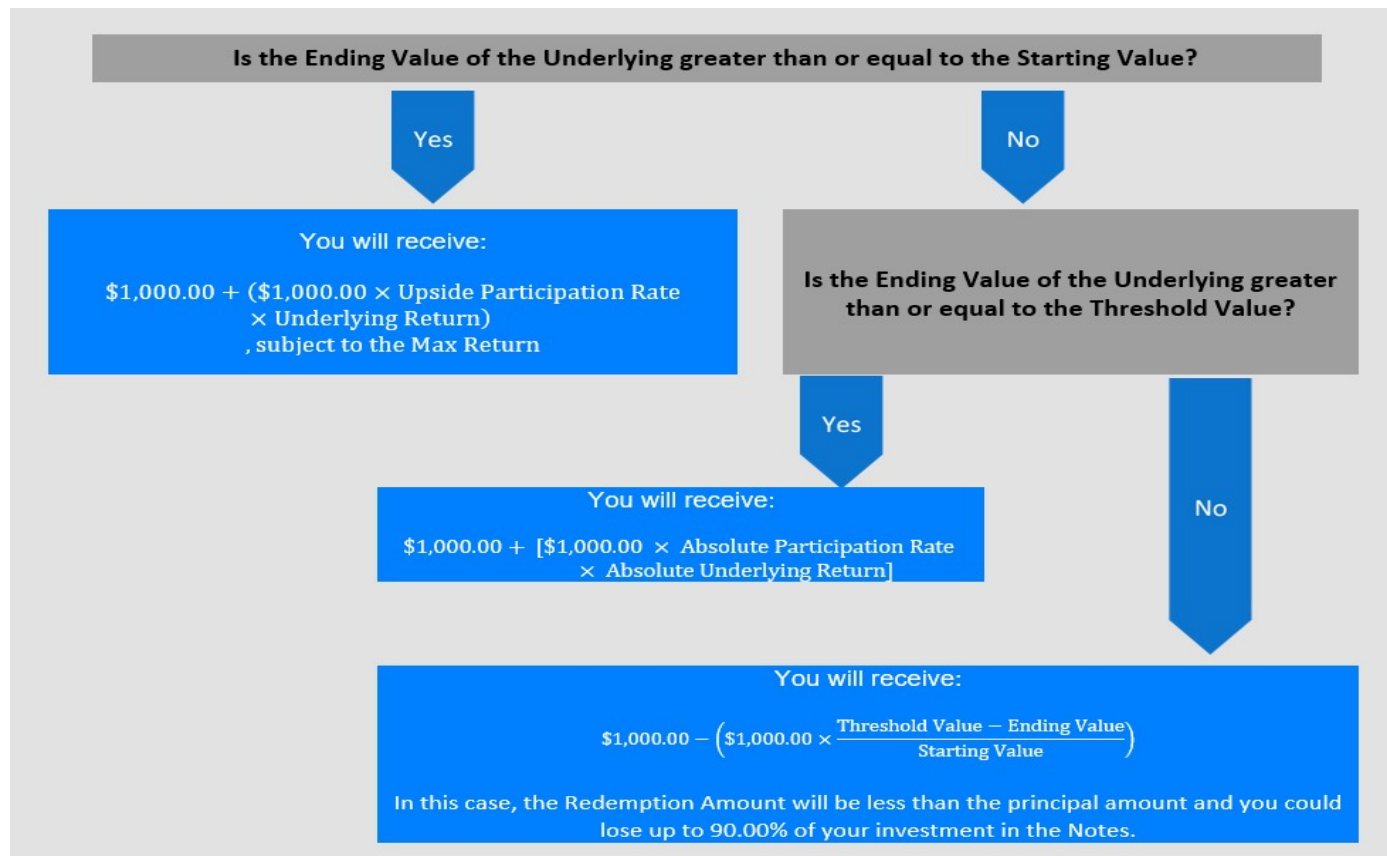 Is the Ending Value of the Underlying greater than or equal to the Starting Value?
Yes
No
You will receive:
$1,000.00 + ($1,000.00 × Upside Participation Rate
× Underlying Return)
, subject to the Max Return
Is the Ending Value of the Underlying greater
than or equal to the Threshold Value?
Yes
No
You will receive:
$1,000.00 + [$1,000.00 × Absolute Participation Rate
× Absolute Underlying Return]
You will receive:
$1,000.00 − ($1,000.00 × Threshold Value − Ending Value
Starting Value)
In this case, the Redemption Amount will be less than the principal amount and you could
lose up to 90.00% of your investment in the Notes.